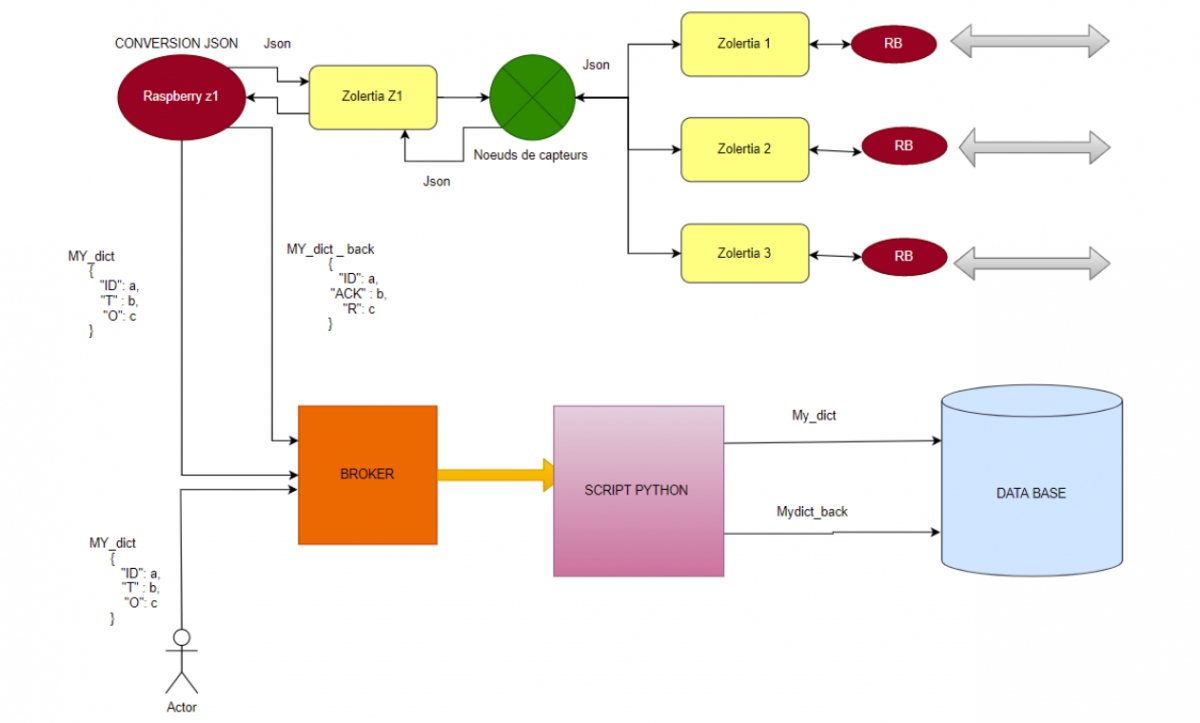 CONVERSION JSON
Json
Raspberry z1
Zolertia Z1
Json
Noeuds de capteurs
Json
Zolertia 1
RB
Zolertia 2
RB
Zolertia 3
RB
MY_dict
{
"ID": a,
"T" : b,
"O": c
}
MY_dict _ back
{
"ID": a,
"ACK" : b,
"R": c
}
BROKER
SCRIPT PYTHON
My_dict
Mydict_back
DATA BASE
MY_dict
{
"ID": a,
"T" : b,
"O": c
}
Actor